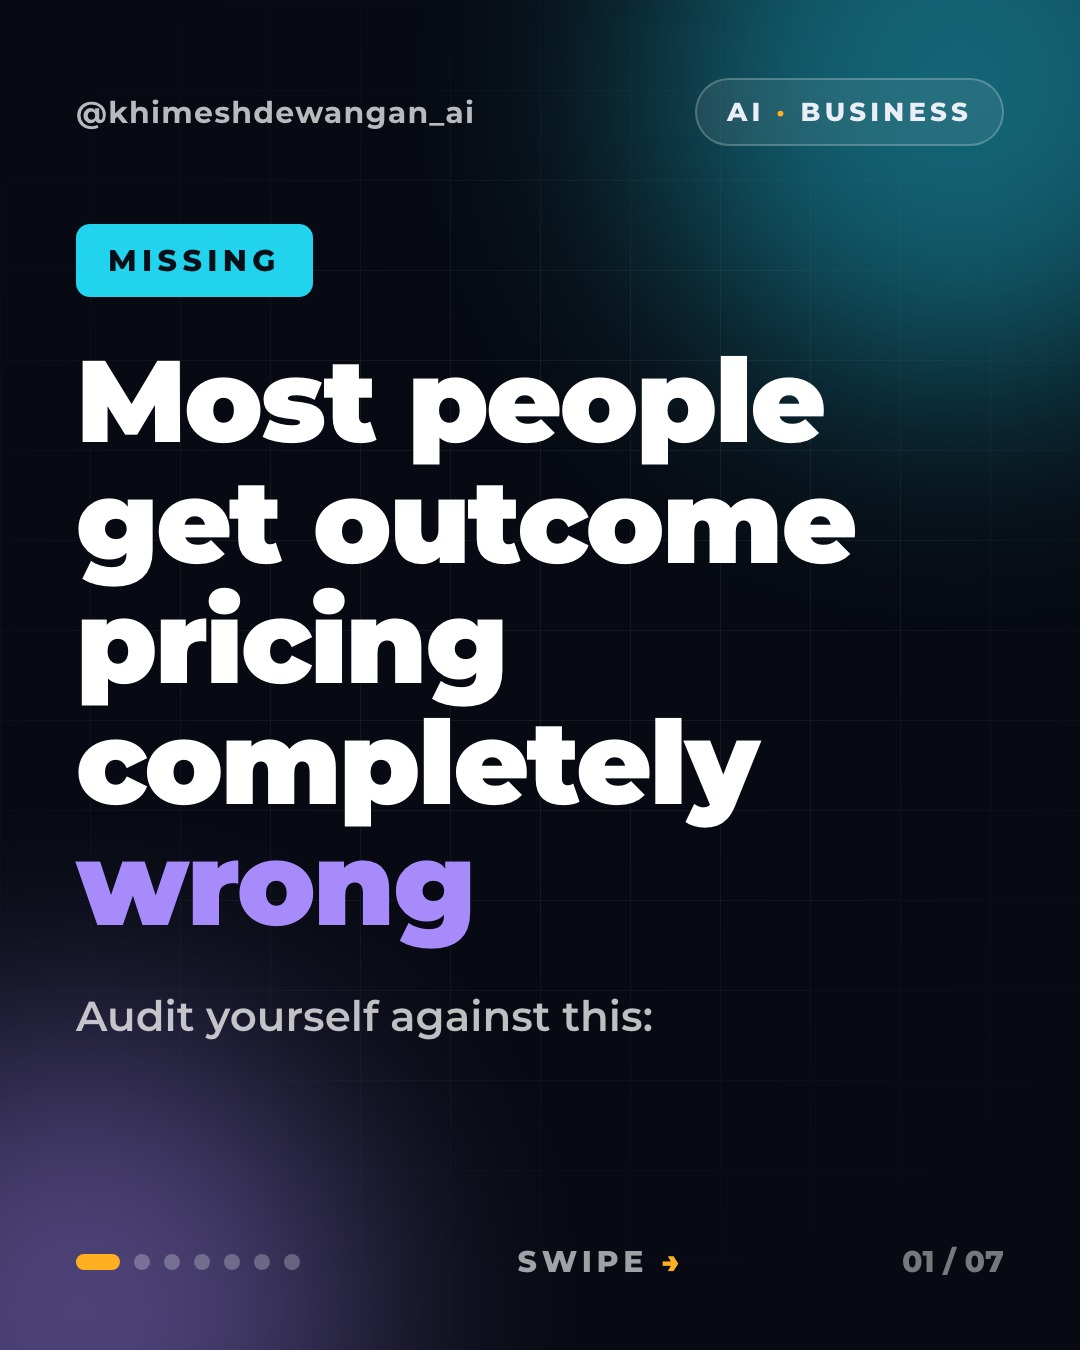 @khimeshdewangan_ai
AI · BUSINESS
MISSING
Most people
get outcome
pricing
completely
wrong
Audit yourself against this:
SWIPE →
01 / 07